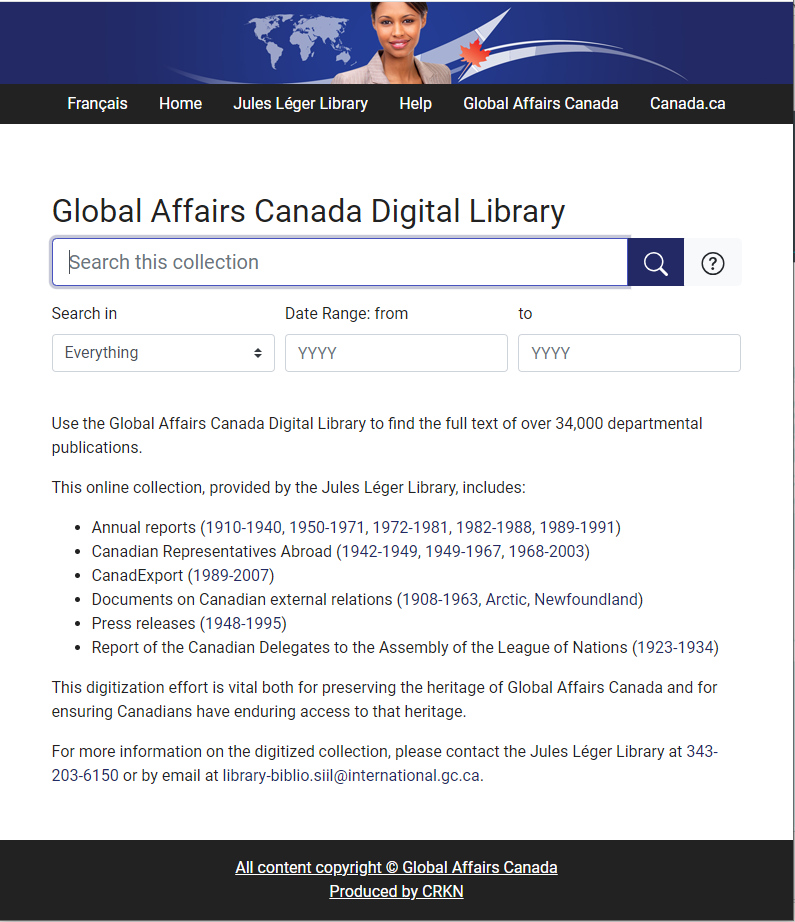 Français Home Jules Léger Library Help Global Affairs Canada Canada.ca
Global Affairs Canada Digital Library
Search this collection
Search in Date Range: from to
Everything YYYY YYYY
Use the Global Affairs Canada Digital Library to find the full text of over 34,000 departmental
publications.
This online collection, provided by the Jules Léger Library, includes:
• Annual reports (1910-1940, 1950-1971, 1972-1981, 1982-1988, 1989-1991)
• Canadian Representatives Abroad (1942-1949, 1949-1967, 1968-2003)
• CanadExport (1989-2007)
• Documents on Canadian external relations (1908-1963, Arctic, Newfoundland)
• Press releases (1948-1995)
• Report of the Canadian Delegates to the Assembly of the League of Nations (1923-1934)
This digitization effort is vital both for preserving the heritage of Global Affairs Canada and for
ensuring Canadians have enduring access to that heritage.
For more information on the digitized collection, please contact the Jules Léger Library at 343-
203-6150 or by email at library-biblio.siil@international.gc.ca.
All content copyright © Global Affairs Canada
Produced by CRKN